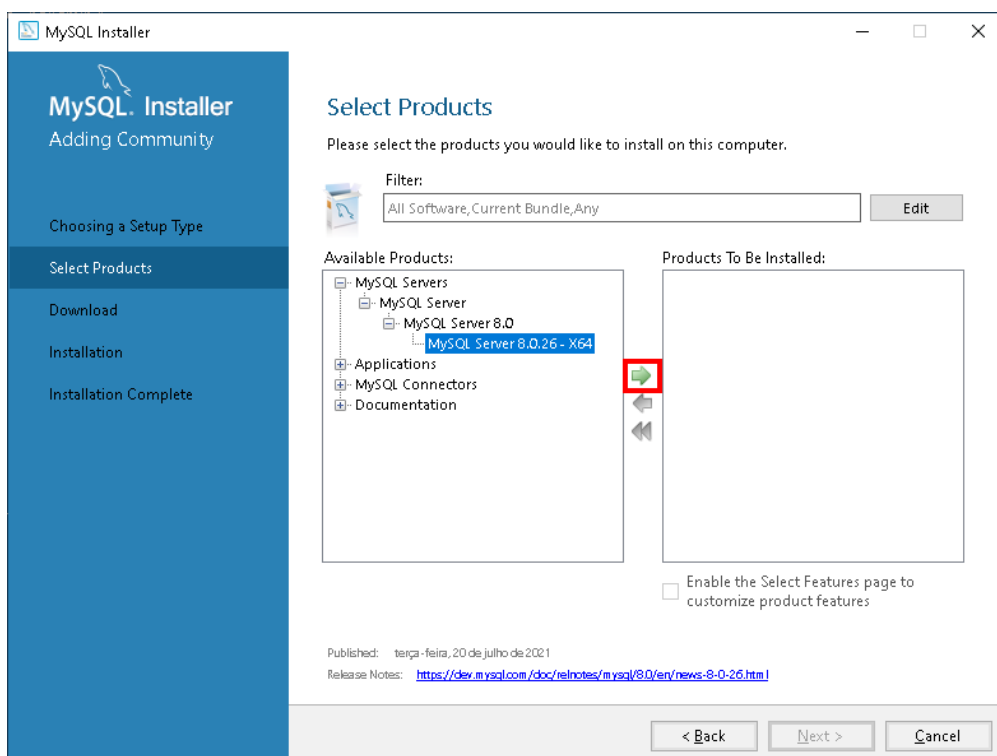 MySQL Installer
MySQL. Installer
Adding Community
Choosing a Setup Type
Select Products
Download
Installation
Installation Complete
Select Products
Please select the products you would like to install on this computer.
Filter:
All Software,Current Bundle,Any
Edit
Available Products:
MySQL Servers
MySQL Server
MySQL Server 8.0
MySQL Server 8.0.26 - X64
Applications
MySQL Connectors
Documentation
Products To Be Installed:
Enable the Select Features page to
customize product features
Published: terça-feira, 20 de julho de 2021
Release Notes: https://dev.mysql.com/doc/relnotes/mysql/8.0/en/news-8-0-26.html
< Back
Next >
Cancel